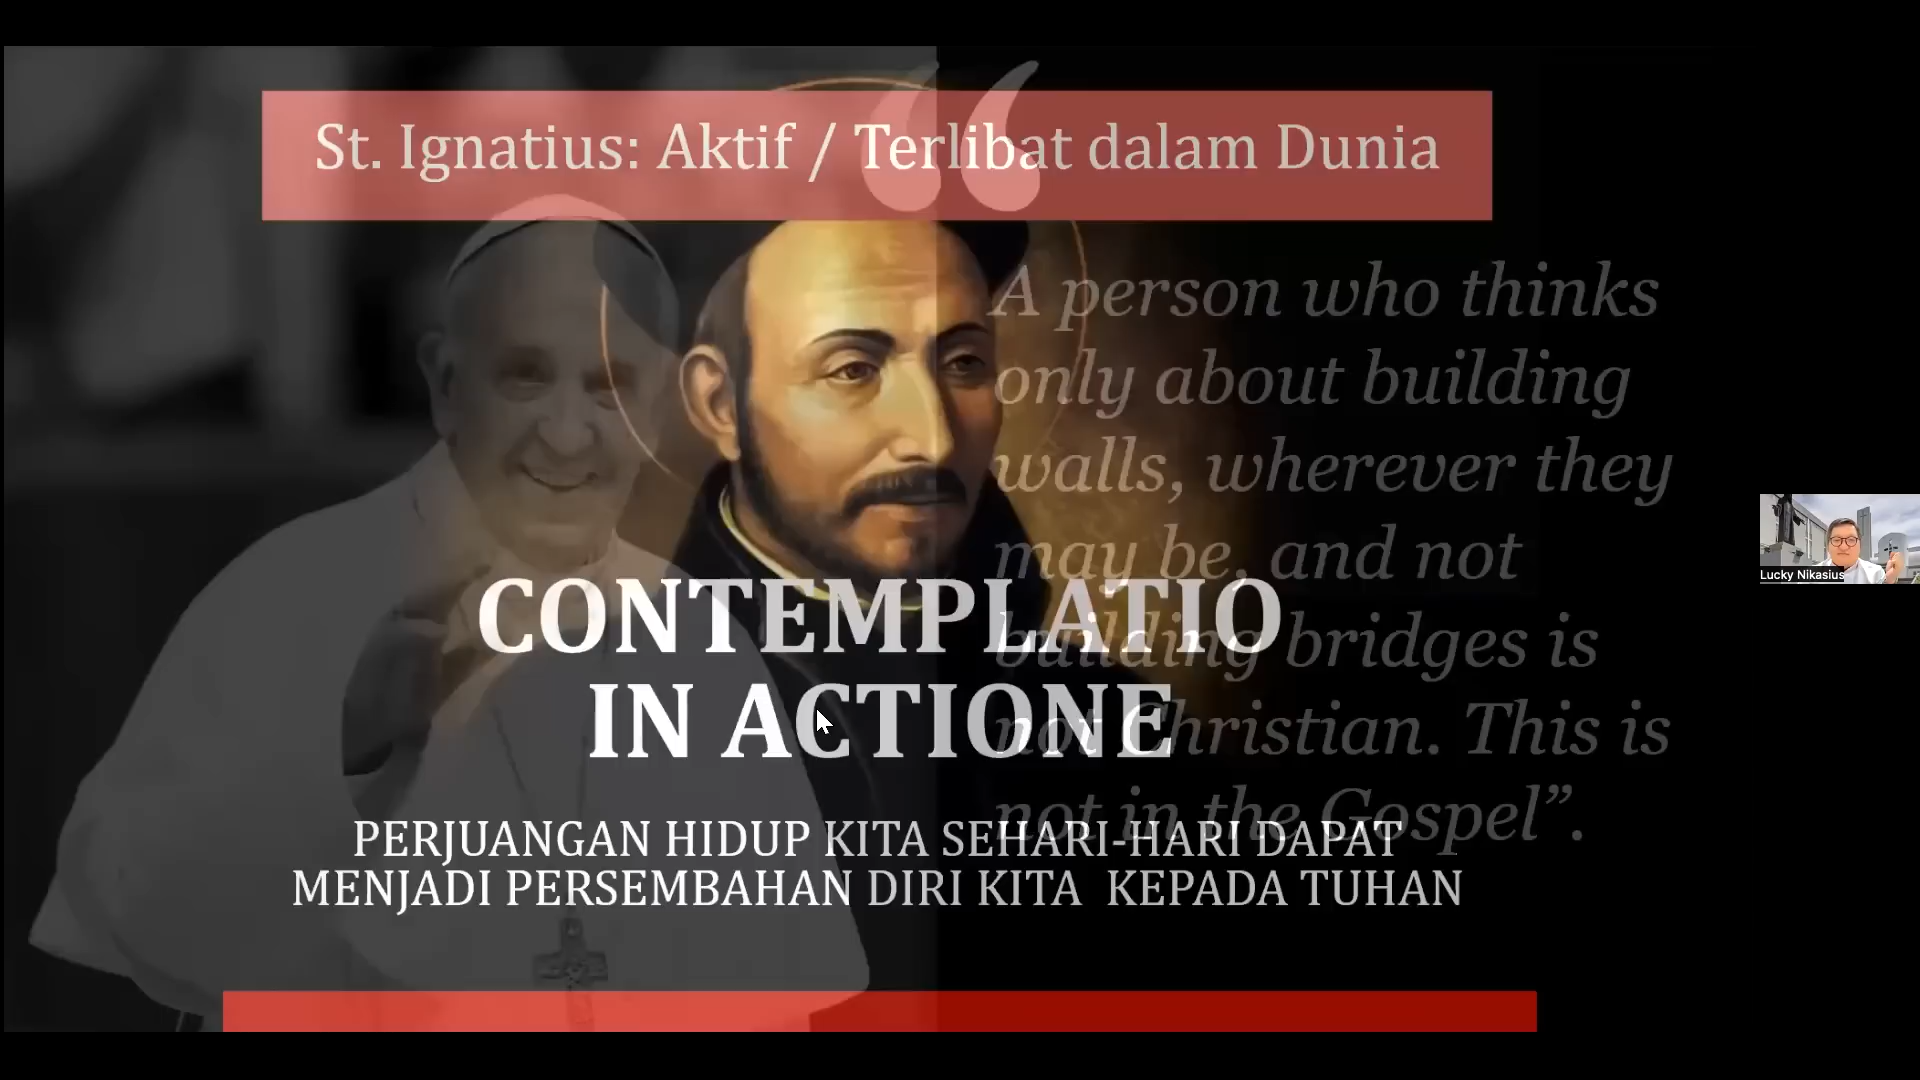 St. Ignatius: Aktif / Terlibat dalam Dunia
“
A person who thinks
only about building
walls, wherever they
may be, and not
building bridges is
not Christian. This is
not in the Gospel”.
CONTEMPLATIO
IN ACTIONE
PERJUANGAN HIDUP KITA SEHARI-HARI DAPAT
MENJADI PERSEMBAHAN DIRI KITA KEPADA TUHAN
Lucky Nikasius